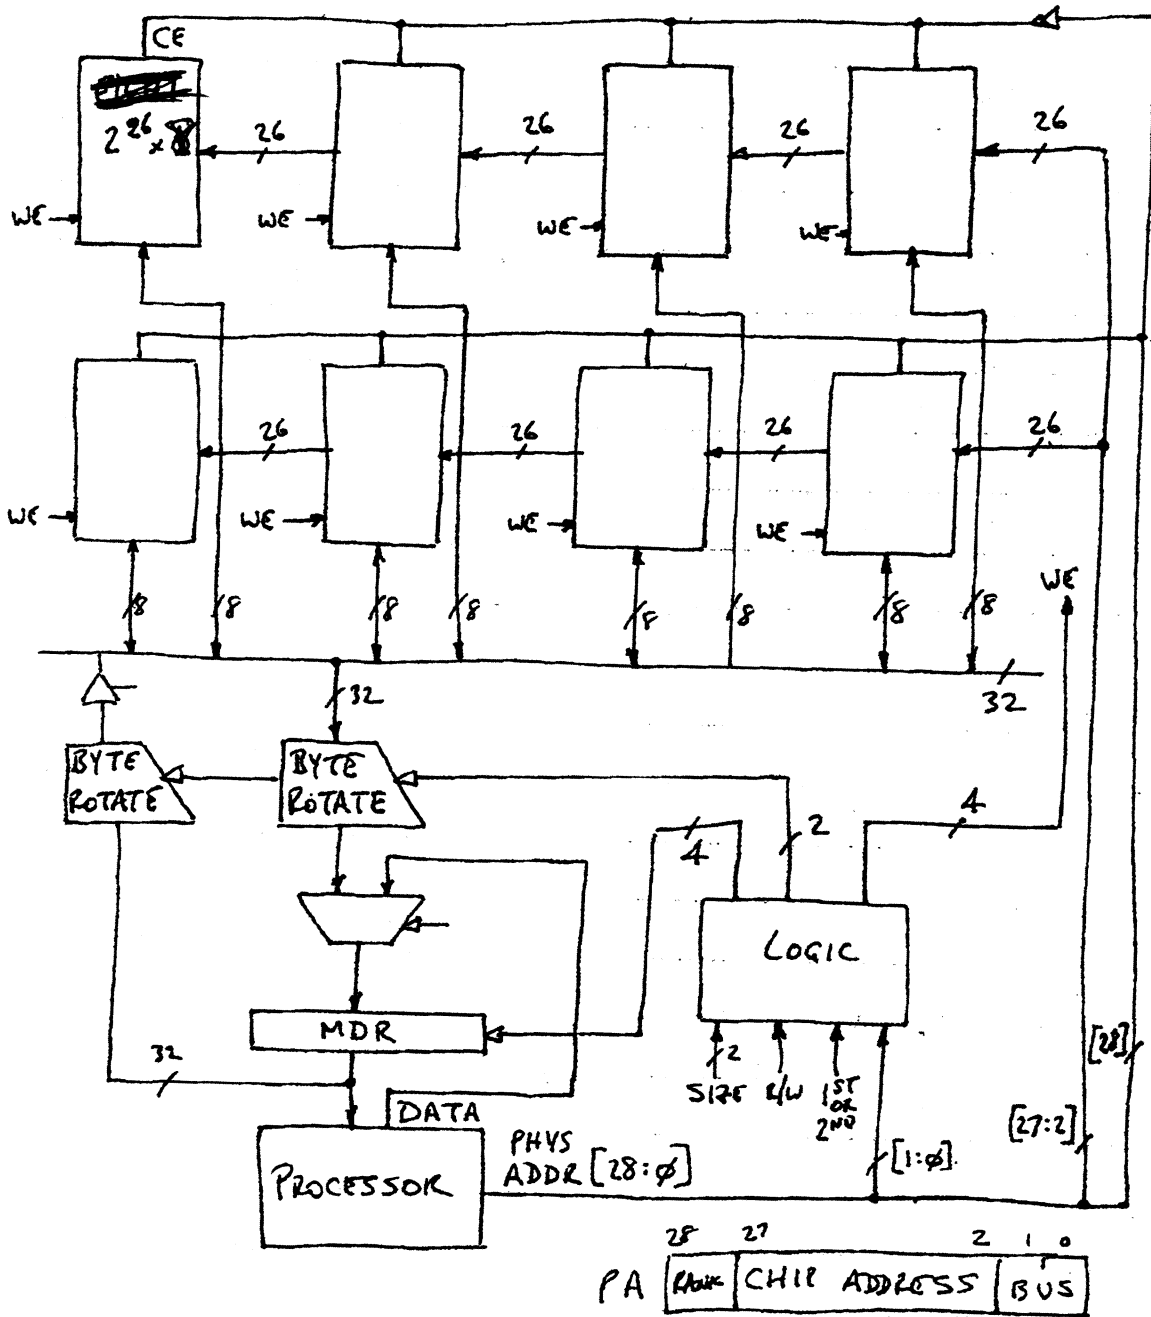 CE
2^26 x 8
26 26 26 26
WE WE WE WE
26 26 26 26
WE WE WE WE
WE
8 8 8 8 8 8 8 8
32 32
BYTE ROTATE
BYTE ROTATE
4 2 4
LOGIC
MDR
32
2
SIZE R/W 1ST OR 2ND
[28]
DATA
[27:2]
PHYS ADDR [28:Ø]
[1:Ø]
PROCESSOR
28 27 2 1 0
PA RANK CHIP ADDRESS BUS